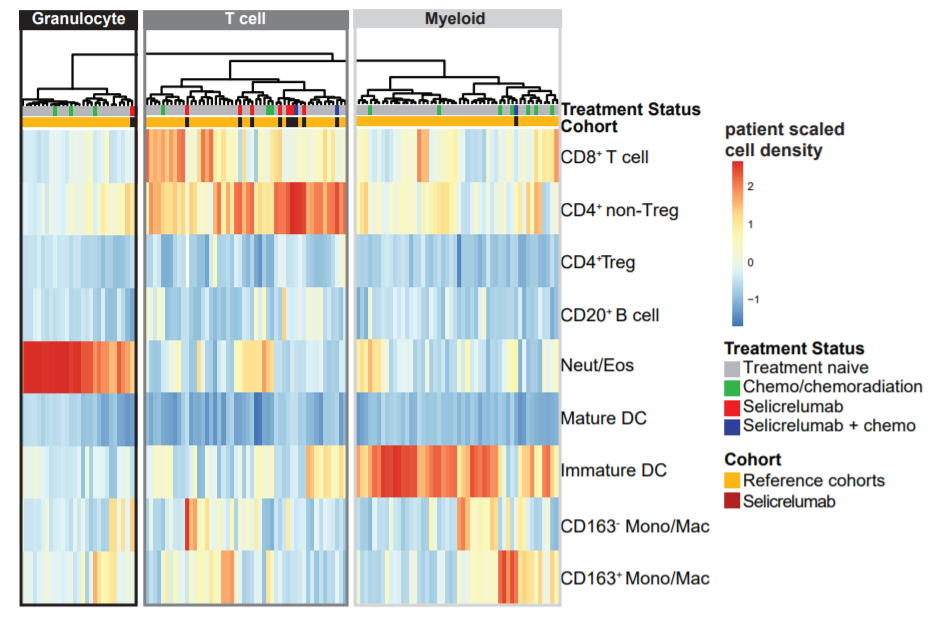 Granulocyte
T cell
Myeloid
Treatment Status
Cohort
CD8⁺ T cell
CD4⁺ non-Treg
CD4⁺Treg
CD20⁺ B cell
Neut/Eos
Mature DC
Immature DC
CD163⁻ Mono/Mac
CD163⁺ Mono/Mac
patient scaled
cell density
2
1
0
−1
Treatment Status
Treatment naive
Chemo/chemoradiation
Selicrelumab
Selicrelumab + chemo
Cohort
Reference cohorts
Selicrelumab